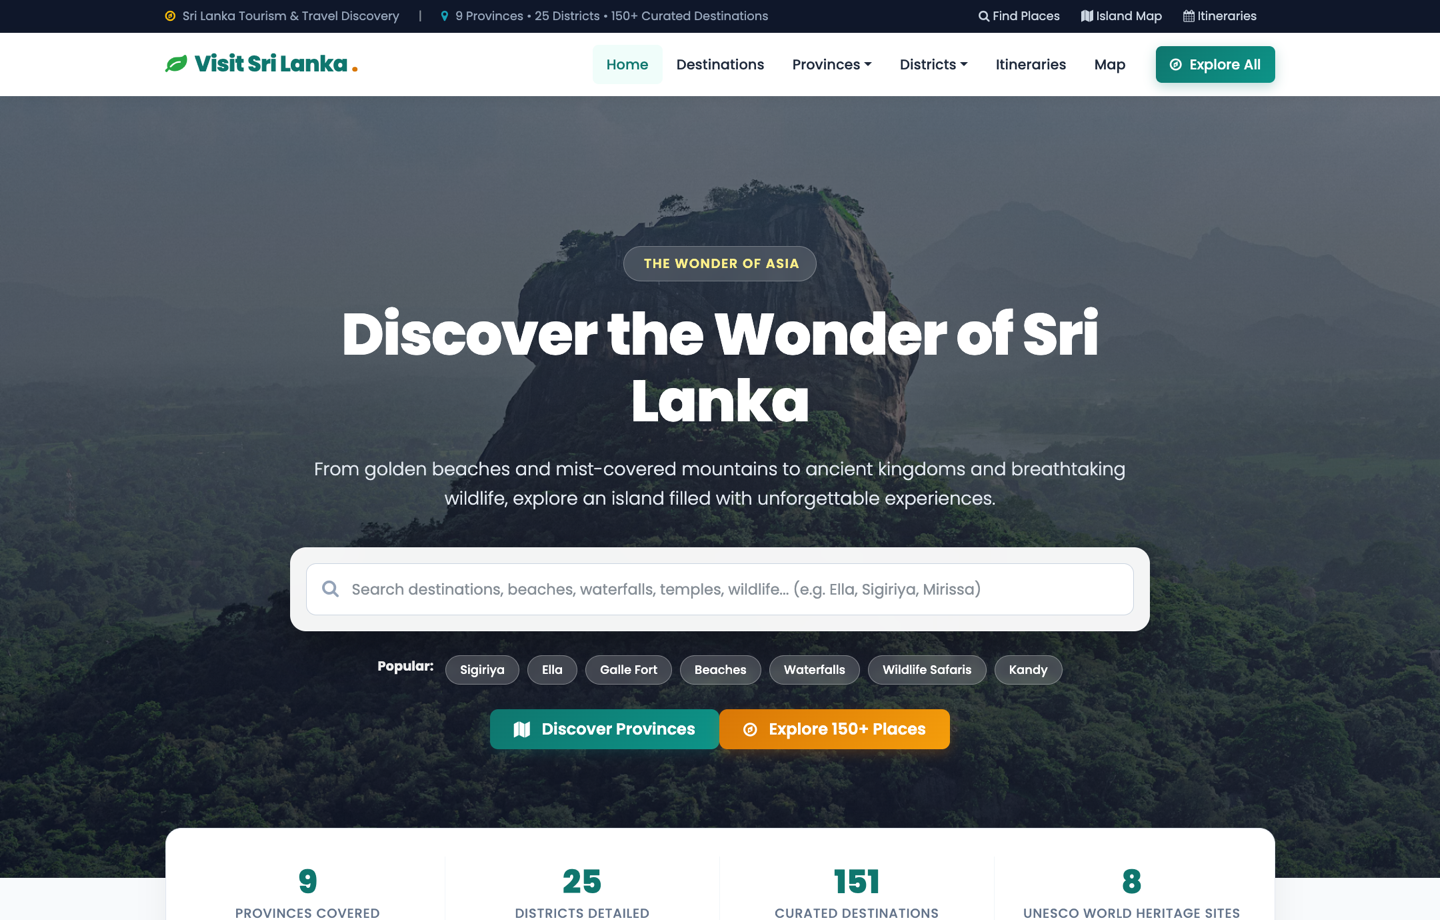 Sri Lanka Tourism & Travel Discovery | 9 Provinces • 25 Districts • 150+ Curated Destinations Find Places Island Map Itineraries
Visit Sri Lanka . Home Destinations Provinces Districts Itineraries Map Explore All
THE WONDER OF ASIA
Discover the Wonder of Sri
Lanka
From golden beaches and mist-covered mountains to ancient kingdoms and breathtaking
wildlife, explore an island filled with unforgettable experiences.
Search destinations, beaches, waterfalls, temples, wildlife... (e.g. Ella, Sigiriya, Mirissa)
Popular: Sigiriya Ella Galle Fort Beaches Waterfalls Wildlife Safaris Kandy
Discover Provinces Explore 150+ Places
9 25 151 8
PROVINCES COVERED DISTRICTS DETAILED CURATED DESTINATIONS UNESCO WORLD HERITAGE SITES